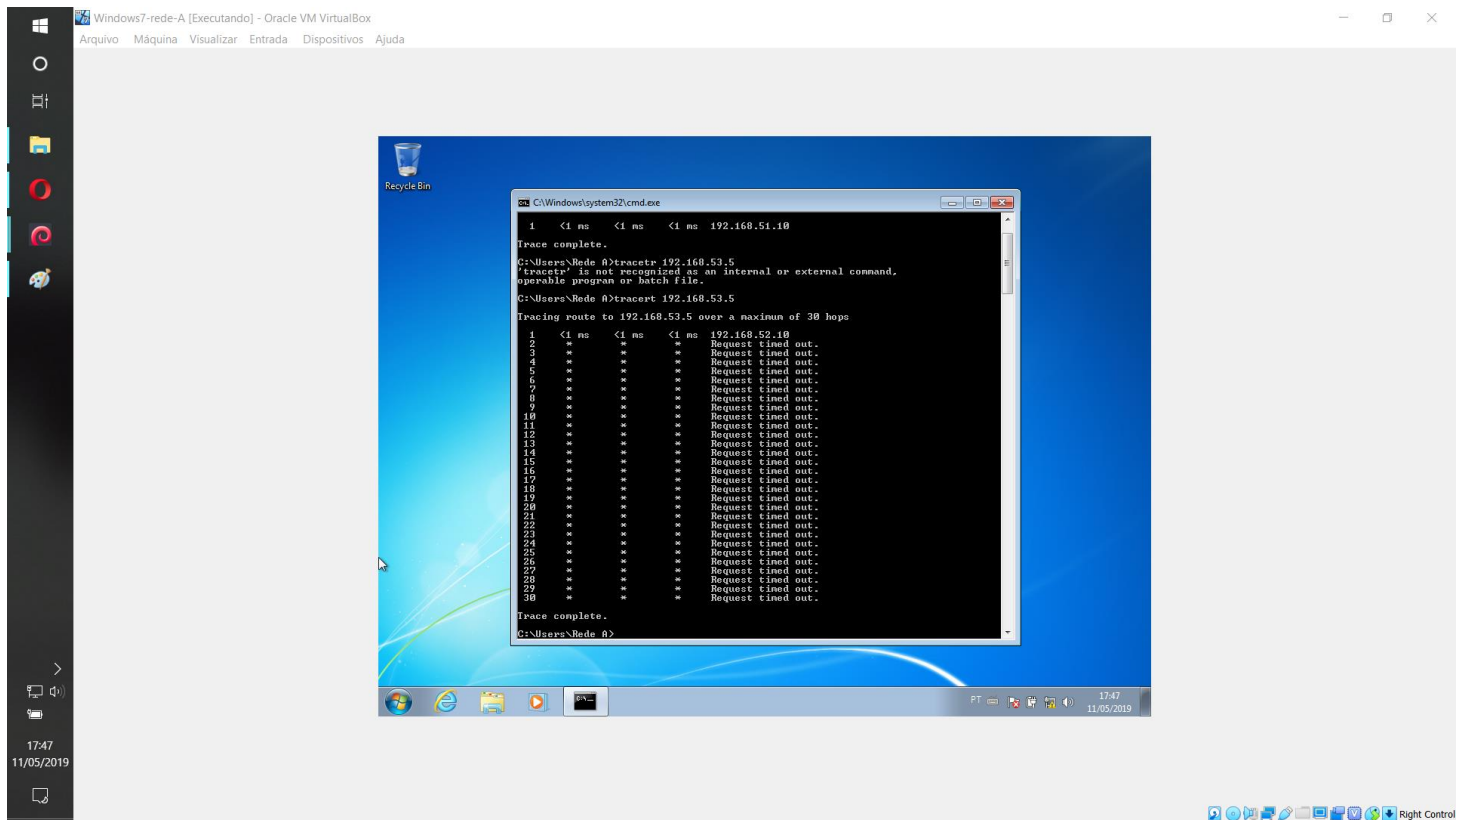 Windows7-rede-A [Executando] - Oracle VM VirtualBox
Arquivo Máquina Visualizar Entrada Dispositivos Ajuda
Recycle Bin
C:\Windows\system32\cmd.exe
1 <1 ms <1 ms <1 ms 192.168.51.10
Trace complete.
C:\Users\Rede A>tracetr 192.168.53.5
'tracetr' is not recognized as an internal or external command,
operable program or batch file.
C:\Users\Rede A>tracert 192.168.53.5
Tracing route to 192.168.53.5 over a maximum of 30 hops
1 <1 ms <1 ms <1 ms 192.168.52.10
2 * * * Request timed out.
3 * * * Request timed out.
4 * * * Request timed out.
5 * * * Request timed out.
6 * * * Request timed out.
7 * * * Request timed out.
8 * * * Request timed out.
9 * * * Request timed out.
10 * * * Request timed out.
11 * * * Request timed out.
12 * * * Request timed out.
13 * * * Request timed out.
14 * * * Request timed out.
15 * * * Request timed out.
16 * * * Request timed out.
17 * * * Request timed out.
18 * * * Request timed out.
19 * * * Request timed out.
20 * * * Request timed out.
21 * * * Request timed out.
22 * * * Request timed out.
23 * * * Request timed out.
24 * * * Request timed out.
25 * * * Request timed out.
26 * * * Request timed out.
27 * * * Request timed out.
28 * * * Request timed out.
29 * * * Request timed out.
30 * * * Request timed out.
Trace complete.
C:\Users\Rede A>
PT
17:47
11/05/2019
17:47
11/05/2019
Right Control